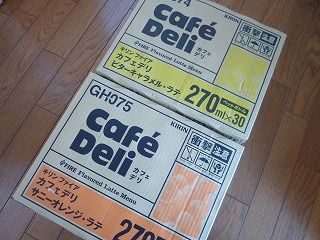 074
KIRIN
衝撃注意
Café
Deli
カフェ
デリ
@FIRE Flavored Latte Menu
キリンファイア
カフェデリ
ビターキャラメル・ラテ
270ml×30
GH075
KIRIN
衝撃注意
Café
Deli
カフェ
デリ
@FIRE Flavored Latte Menu
キリンファイア
カフェデリ
サニーオレンジ・ラテ
270